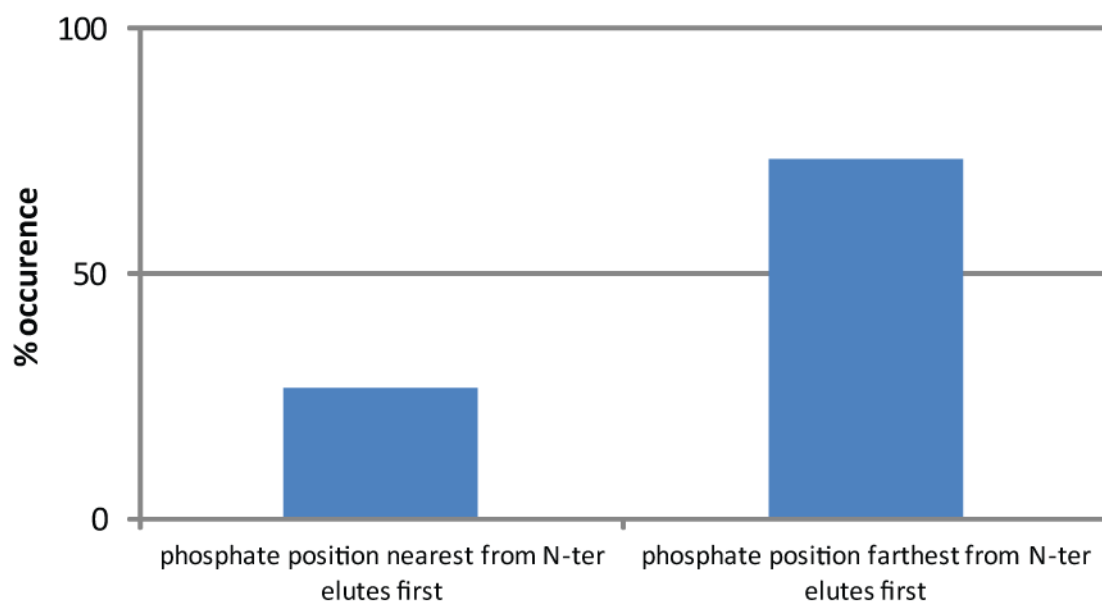 100
50
0
% occurence
phosphate position nearest from N-ter
elutes first
phosphate position farthest from N-ter
elutes first